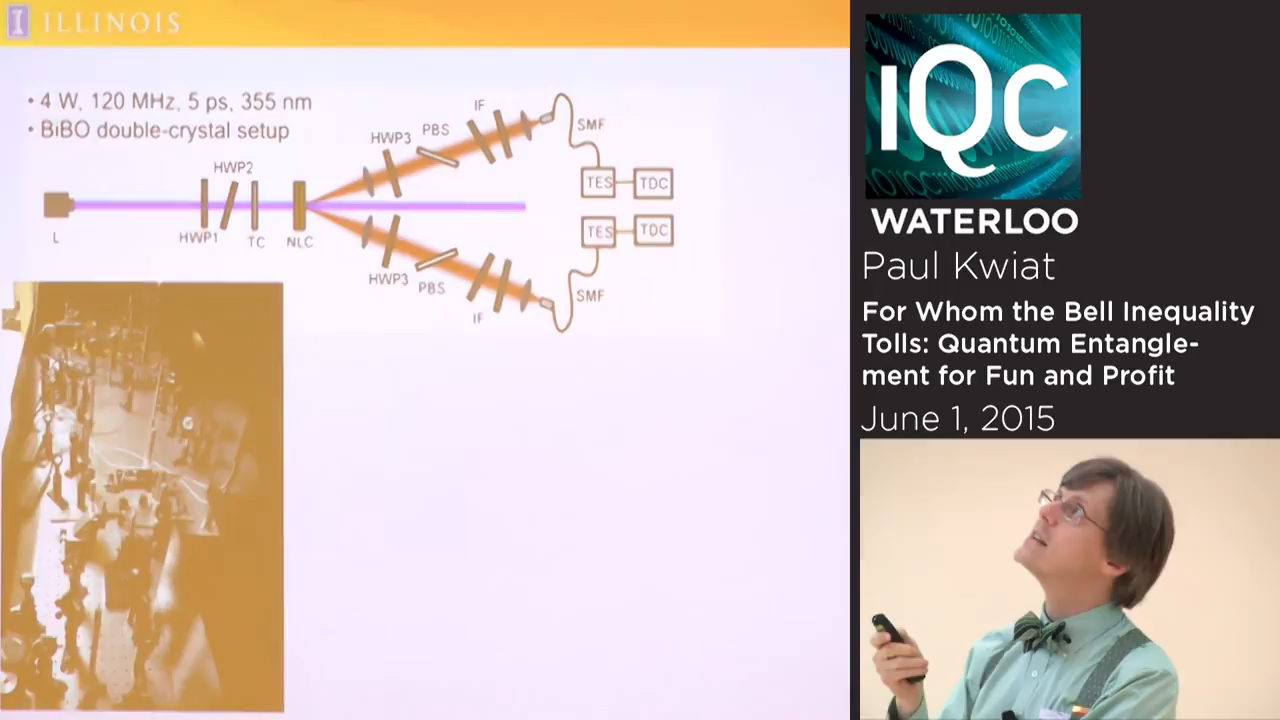 I ILLINOIS
• 4 W, 120 MHz, 5 ps, 355 nm
• BiBO double-crystal setup
L
HWP1
HWP2
TC
NLC
HWP3
PBS
IF
SMF
TES
TDC
TES
TDC
HWP3
PBS
IF
SMF
IQC
WATERLOO
Paul Kwiat
For Whom the Bell Inequality
Tolls: Quantum Entangle-
ment for Fun and Profit
June 1, 2015